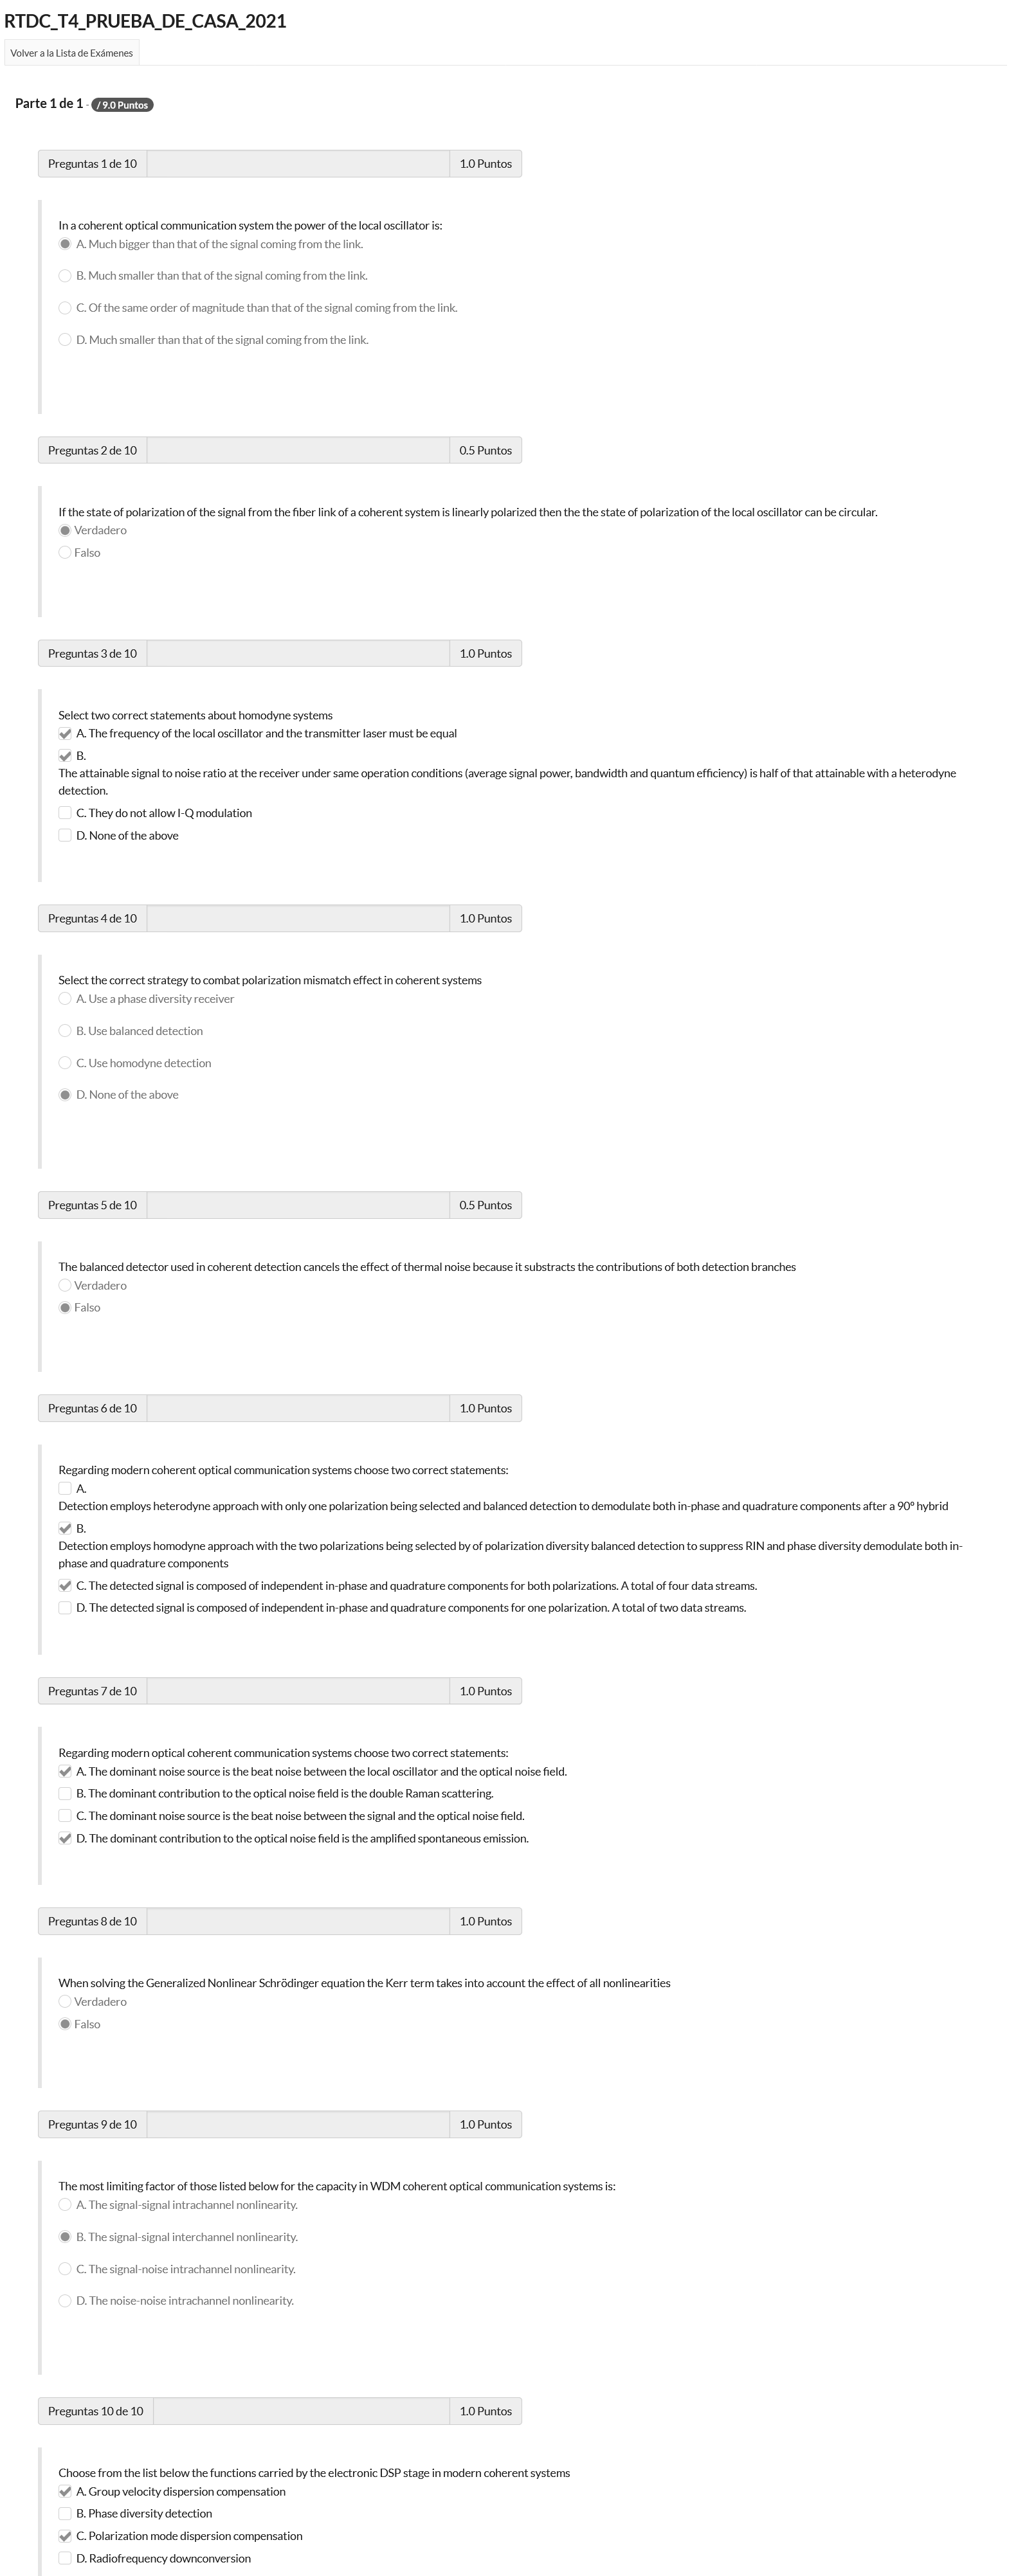 RTDC_T4_PRUEBA_DE_CASA_2021
Volver a la Lista de Exámenes
Parte 1 de 1 - / 9.0 Puntos
Preguntas 1 de 10 1.0 Puntos
In a coherent optical communication system the power of the local oscillator is:
A. Much bigger than that of the signal coming from the link.
B. Much smaller than that of the signal coming from the link.
C. Of the same order of magnitude than that of the signal coming from the link.
D. Much smaller than that of the signal coming from the link.
Preguntas 2 de 10 0.5 Puntos
If the state of polarization of the signal from the fiber link of a coherent system is linearly polarized then the the state of polarization of the local oscillator can be circular.
Verdadero
Falso
Preguntas 3 de 10 1.0 Puntos
Select two correct statements about homodyne systems
A. The frequency of the local oscillator and the transmitter laser must be equal
B.
The attainable signal to noise ratio at the receiver under same operation conditions (average signal power, bandwidth and quantum efficiency) is half of that attainable with a heterodyne
detection.
C. They do not allow I-Q modulation
D. None of the above
Preguntas 4 de 10 1.0 Puntos
Select the correct strategy to combat polarization mismatch effect in coherent systems
A. Use a phase diversity receiver
B. Use balanced detection
C. Use homodyne detection
D. None of the above
Preguntas 5 de 10 0.5 Puntos
The balanced detector used in coherent detection cancels the effect of thermal noise because it substracts the contributions of both detection branches
Verdadero
Falso
Preguntas 6 de 10 1.0 Puntos
Regarding modern coherent optical communication systems choose two correct statements:
A.
Detection employs heterodyne approach with only one polarization being selected and balanced detection to demodulate both in-phase and quadrature components after a 90º hybrid
B.
Detection employs homodyne approach with the two polarizations being selected by of polarization diversity balanced detection to suppress RIN and phase diversity demodulate both in-
phase and quadrature components
C. The detected signal is composed of independent in-phase and quadrature components for both polarizations. A total of four data streams.
D. The detected signal is composed of independent in-phase and quadrature components for one polarization. A total of two data streams.
Preguntas 7 de 10 1.0 Puntos
Regarding modern optical coherent communication systems choose two correct statements:
A. The dominant noise source is the beat noise between the local oscillator and the optical noise field.
B. The dominant contribution to the optical noise field is the double Raman scattering.
C. The dominant noise source is the beat noise between the signal and the optical noise field.
D. The dominant contribution to the optical noise field is the amplified spontaneous emission.
Preguntas 8 de 10 1.0 Puntos
When solving the Generalized Nonlinear Schrödinger equation the Kerr term takes into account the effect of all nonlinearities
Verdadero
Falso
Preguntas 9 de 10 1.0 Puntos
The most limiting factor of those listed below for the capacity in WDM coherent optical communication systems is:
A. The signal-signal intrachannel nonlinearity.
B. The signal-signal interchannel nonlinearity.
C. The signal-noise intrachannel nonlinearity.
D. The noise-noise intrachannel nonlinearity.
Preguntas 10 de 10 1.0 Puntos
Choose from the list below the functions carried by the electronic DSP stage in modern coherent systems
A. Group velocity dispersion compensation
B. Phase diversity detection
C. Polarization mode dispersion compensation
D. Radiofrequency downconversion